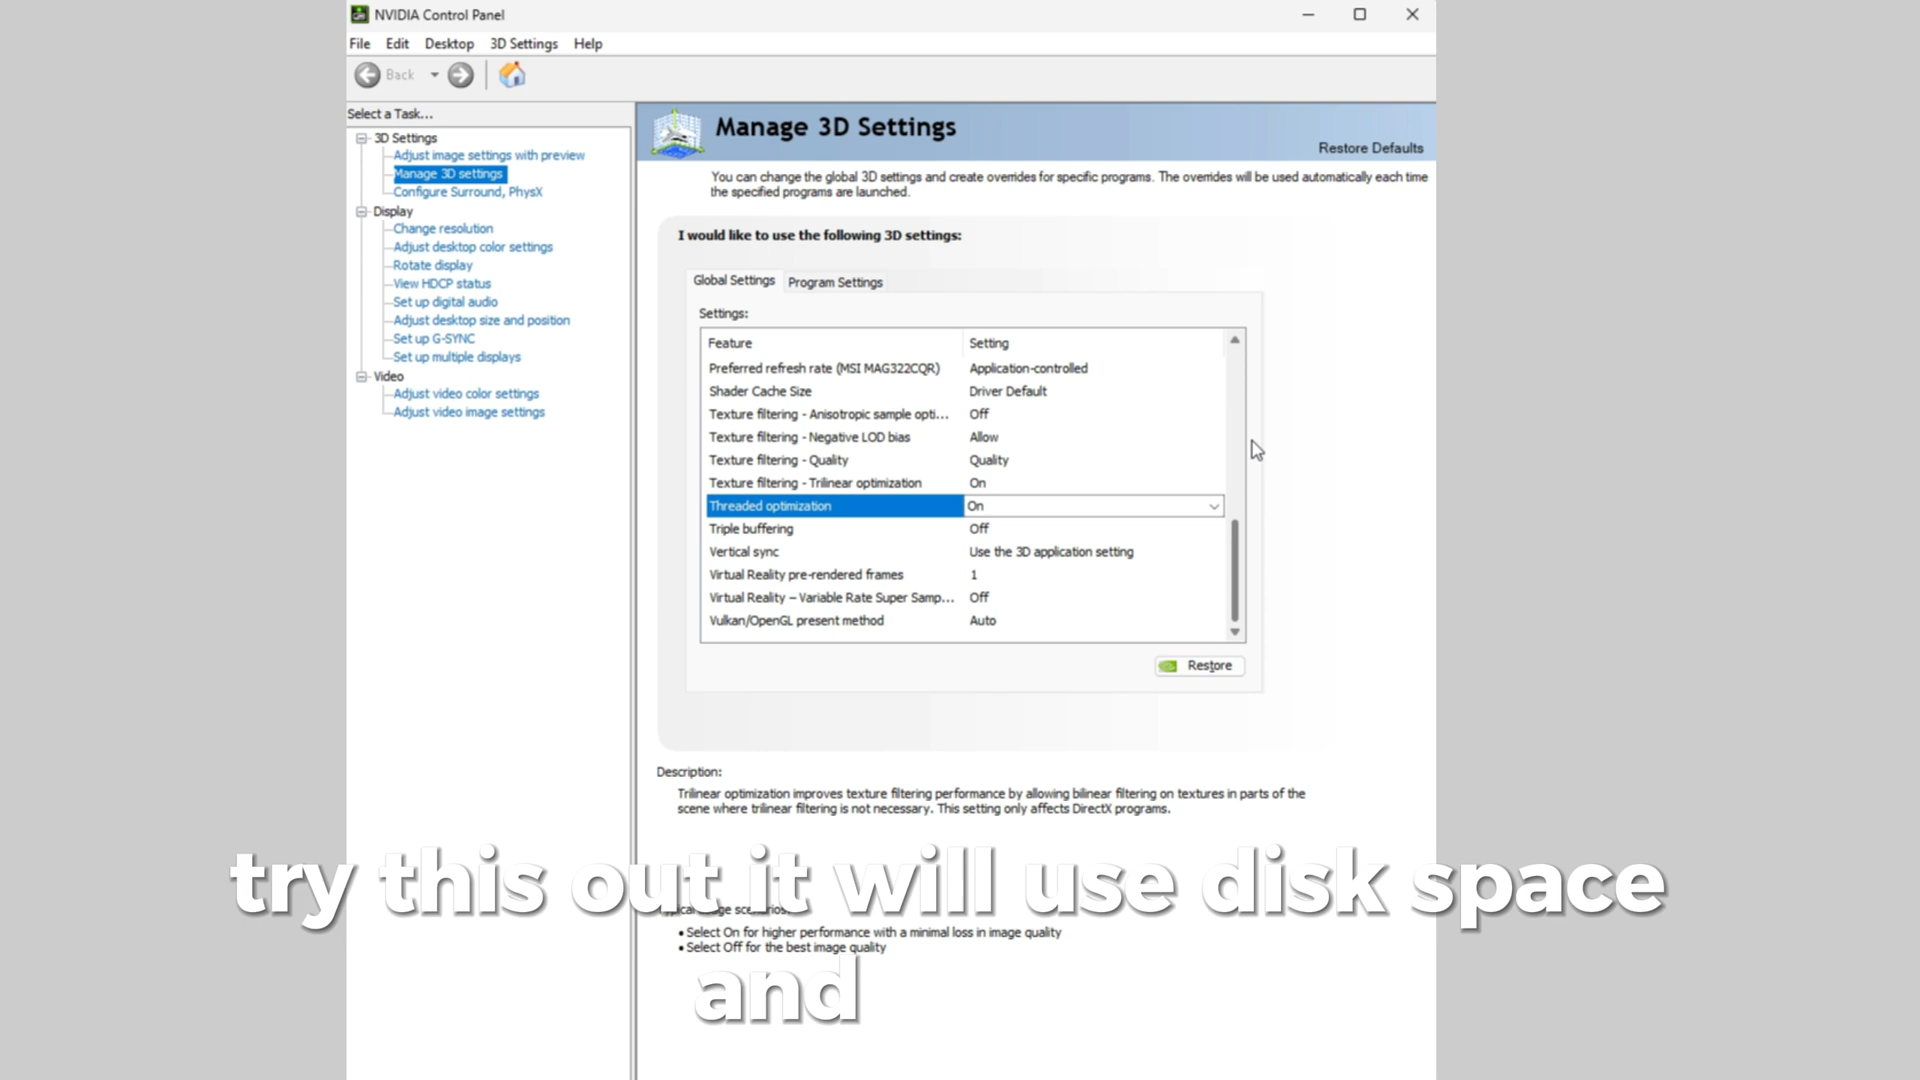 NVIDIA Control Panel
File Edit Desktop 3D Settings Help
Back
Select a Task...
3D Settings
Adjust image settings with preview
Manage 3D settings
Configure Surround, PhysX
Display
Change resolution
Adjust desktop color settings
Rotate display
View HDCP status
Set up digital audio
Adjust desktop size and position
Set up G-SYNC
Set up multiple displays
Video
Adjust video color settings
Adjust video image settings
Manage 3D Settings
Restore Defaults
You can change the global 3D settings and create overrides for specific programs. The overrides will be used automatically each time
the specified programs are launched.
I would like to use the following 3D settings:
Global Settings Program Settings
Settings:
Feature Setting
Preferred refresh rate (MSI MAG322CQR) Application-controlled
Shader Cache Size Driver Default
Texture filtering - Anisotropic sample opti... Off
Texture filtering - Negative LOD bias Allow
Texture filtering - Quality Quality
Texture filtering - Trilinear optimization On
Threaded optimization On
Triple buffering Off
Vertical sync Use the 3D application setting
Virtual Reality pre-rendered frames 1
Virtual Reality – Variable Rate Super Samp... Off
Vulkan/OpenGL present method Auto
Restore
Description:
Trilinear optimization improves texture filtering performance by allowing bilinear filtering on textures in parts of the
scene where trilinear filtering is not necessary. This setting only affects DirectX programs.
try this out it will use disk space
• Select On for higher performance with a minimal loss in image quality
• Select Off for the best image quality
and